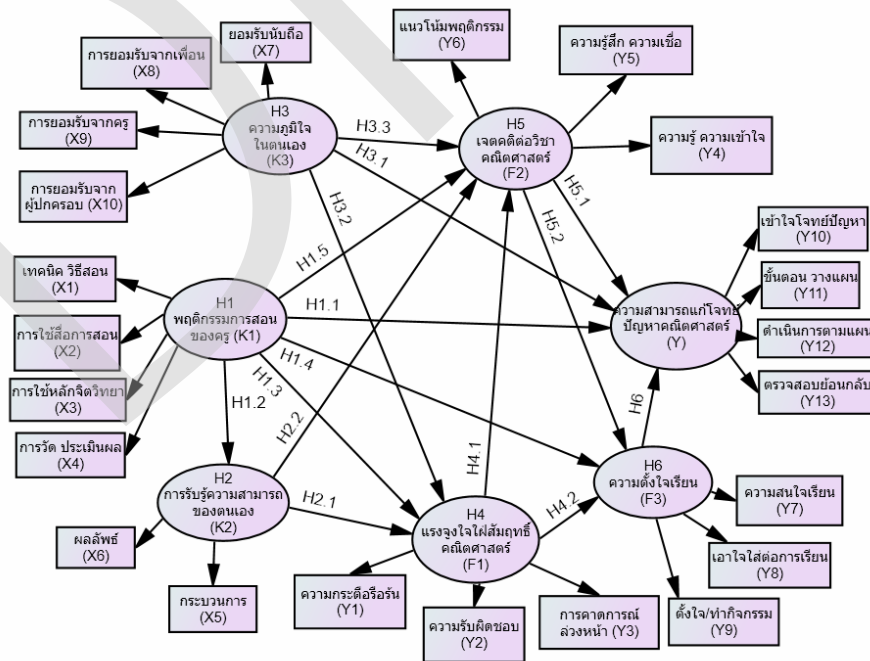 แนวโน้มพฤติกรรม
(Y6)
ความรู้สึก ความเชื่อ
(Y5)
ยอมรับนับถือ
(X7)
การยอมรับจากเพื่อน
(X8)
การยอมรับจากครู
(X9)
การยอมรับจาก
ผู้ปกครอบ (X10)
H3
ความภูมิใจ
ในตนเอง
(K3)
H3.3
H3.1
H3.2
H5
เจตคติต่อวิชา
คณิตศาสตร์
(F2)
ความรู้ ความเข้าใจ
(Y4)
H5.1
H5.2
H1.5
เทคนิค วิธีสอน
(X1)
การใช้สื่อการสอน
(X2)
การใช้หลักจิตวิทยา
(X3)
การวัด ประเมินผล
(X4)
H1
พฤติกรรมการสอน
ของครู (K1)
H1.1
H1.4
H1.3
H1.2
H2.2
ความสามารถแก้โจทย์
ปัญหาคณิตศาสตร์
(Y)
เข้าใจโจทย์ปัญหา
(Y10)
ขั้นตอน วางแผน
(Y11)
ดำเนินการตามแผน
(Y12)
ตรวจสอบย้อนกลับ
(Y13)
H6
H2
การรับรู้ความสามารถ
ของตนเอง
(K2)
H2.1
ผลลัพธ์
(X6)
กระบวนการ
(X5)
H4.1
H4.2
H4
แรงจูงใจใฝ่สัมฤทธิ์
คณิตศาสตร์
(F1)
H6
ความตั้งใจเรียน
(F3)
ความสนใจเรียน
(Y7)
เอาใจใส่ต่อการเรียน
(Y8)
ตั้งใจ/ทำกิจกรรม
(Y9)
ความกระตือรือร้น
(Y1)
ความรับผิดชอบ
(Y2)
การคาดการณ์
ล่วงหน้า (Y3)